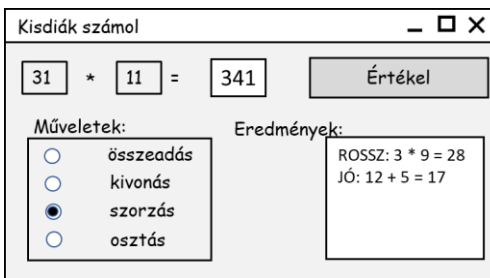 Kisdiák számol
31 * 11 = 341 Értékel
Műveletek:
összeadás
kivonás
szorzás
osztás
Eredmények:
ROSSZ: 3 * 9 = 28
JÓ: 12 + 5 = 17